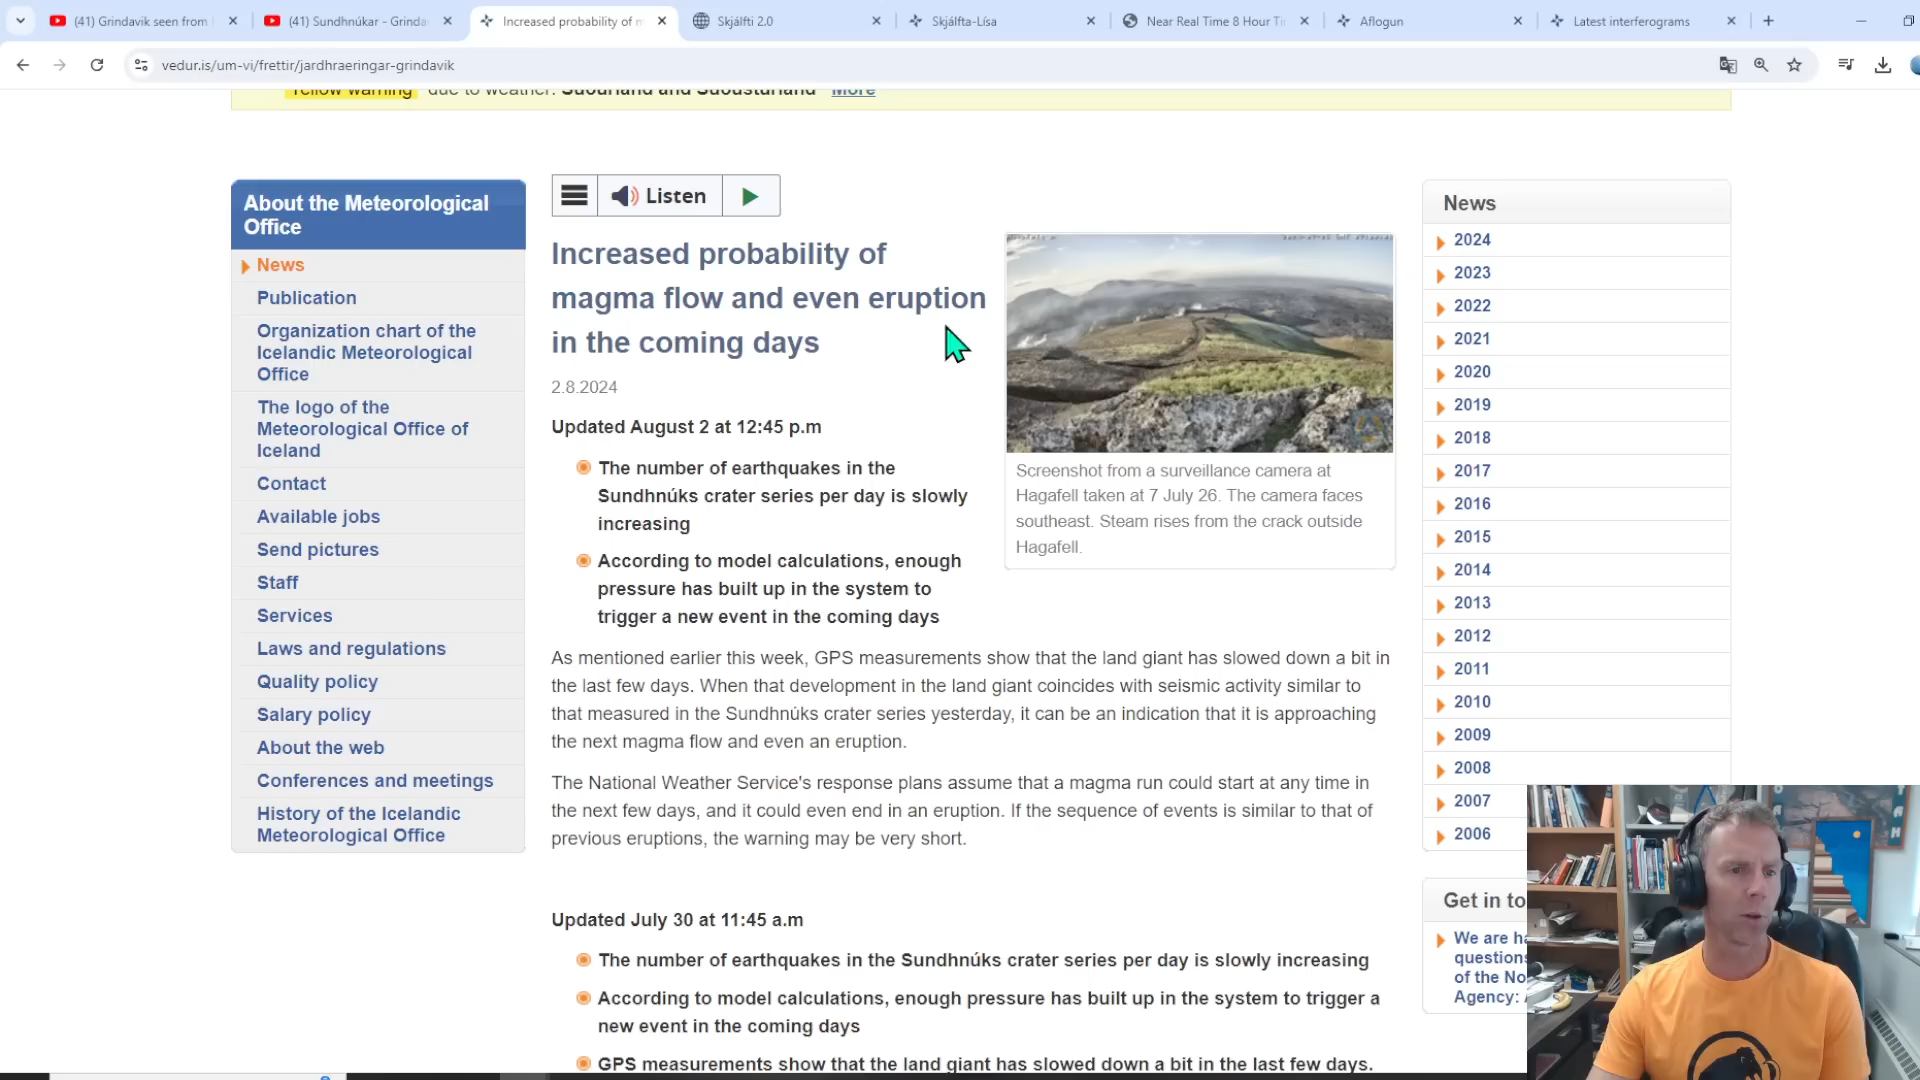 (41) Grindavik seen from
(41) Sundhnúkar - Grinda
Increased probability of m
Skjálfti 2.0
Skjálfta-Lísa
Near Real Time 8 Hour Ti
Aflogun
Latest interferograms
vedur.is/um-vi/frettir/jardhraeringar-grindavik
Yellow warning due to weather: Suðurland and Suðausturland More
About the Meteorological
Office
News
Publication
Organization chart of the
Icelandic Meteorological
Office
The logo of the
Meteorological Office of
Iceland
Contact
Available jobs
Send pictures
Staff
Services
Laws and regulations
Quality policy
Salary policy
About the web
Conferences and meetings
History of the Icelandic
Meteorological Office
Listen
Increased probability of
magma flow and even eruption
in the coming days
2.8.2024
Updated August 2 at 12:45 p.m
The number of earthquakes in the
Sundhnúks crater series per day is slowly
increasing
According to model calculations, enough
pressure has built up in the system to
trigger a new event in the coming days
Screenshot from a surveillance camera at
Hagafell taken at 7 July 26. The camera faces
southeast. Steam rises from the crack outside
Hagafell.
As mentioned earlier this week, GPS measurements show that the land giant has slowed down a bit in
the last few days. When that development in the land giant coincides with seismic activity similar to
that measured in the Sundhnúks crater series yesterday, it can be an indication that it is approaching
the next magma flow and even an eruption.
The National Weather Service's response plans assume that a magma run could start at any time in
the next few days, and it could even end in an eruption. If the sequence of events is similar to that of
previous eruptions, the warning may be very short.
Updated July 30 at 11:45 a.m
The number of earthquakes in the Sundhnúks crater series per day is slowly increasing
According to model calculations, enough pressure has built up in the system to trigger a
new event in the coming days
GPS measurements show that the land giant has slowed down a bit in the last few days.
News
2024
2023
2022
2021
2020
2019
2018
2017
2016
2015
2014
2013
2012
2011
2010
2009
2008
2007
2006
Get in to
We are ha
questions
of the No
Agency: